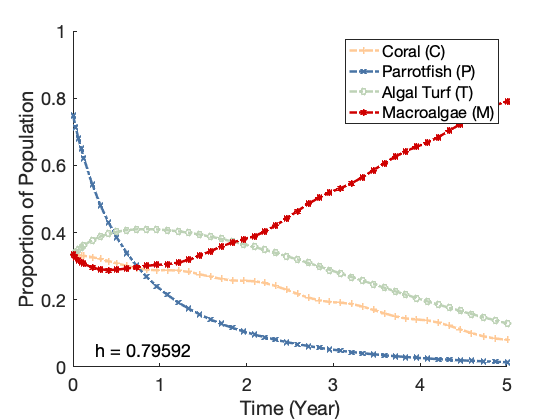 1
0.8
0.6
0.4
0.2
0
Proportion of Population
Coral (C)
Parrotfish (P)
Algal Turf (T)
Macroalgae (M)
h = 0.79592
0 1 2 3 4 5
Time (Year)